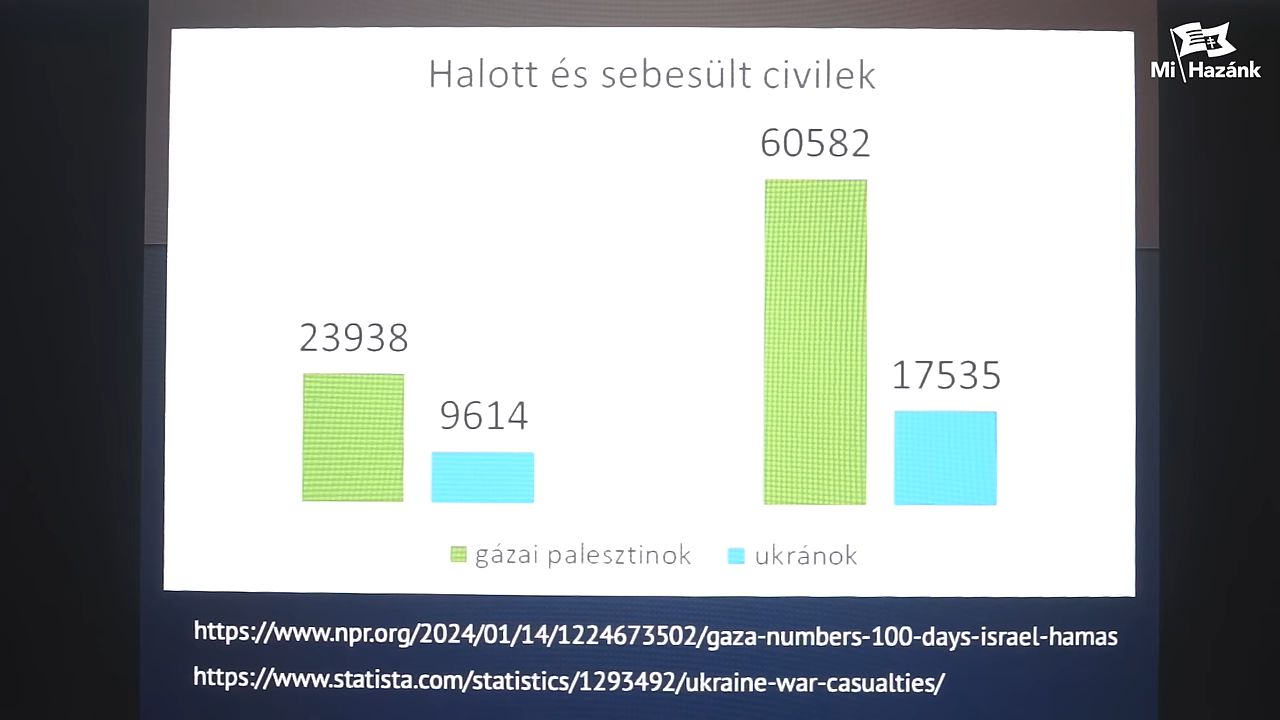 Mi Hazánk
Halott és sebesült civilek
60582
23938
17535
9614
gázai palesztinok
ukránok
https://www.npr.org/2024/01/14/1224673502/gaza-numbers-100-days-israel-hamas
https://www.statista.com/statistics/1293492/ukraine-war-casualties/